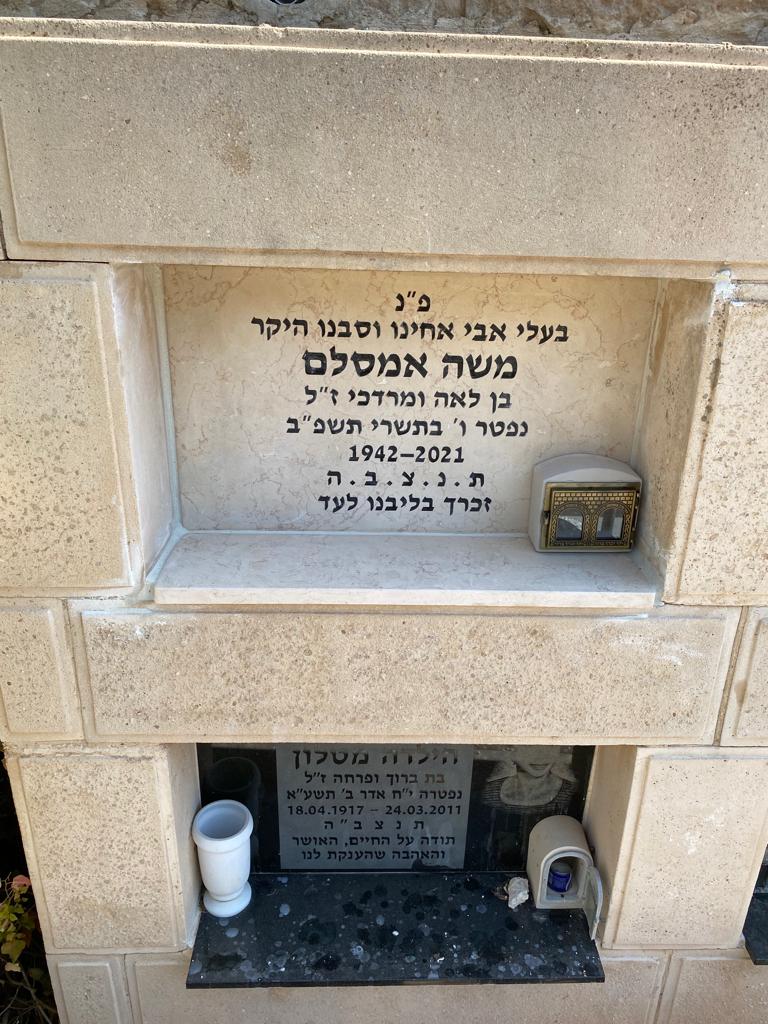 פ"נ
בעלי אבי אחינו וסבנו היקר
משה אמסלם
בן לאה ומרדכי ז"ל
נפטר ו' בתשרי תשפ"ב
1942–2021
ת.נ.צ.ב.ה
זכרך בליבנו לעד
הילדה מטלון
בת ברוך ופרחה ז"ל
נפטרה י"ח אדר ב' תשע"א
18.04.1917 – 24.03.2011
ת נ צ ב " ה
תודה על החיים, האושר
והאהבה שהענקת לנו